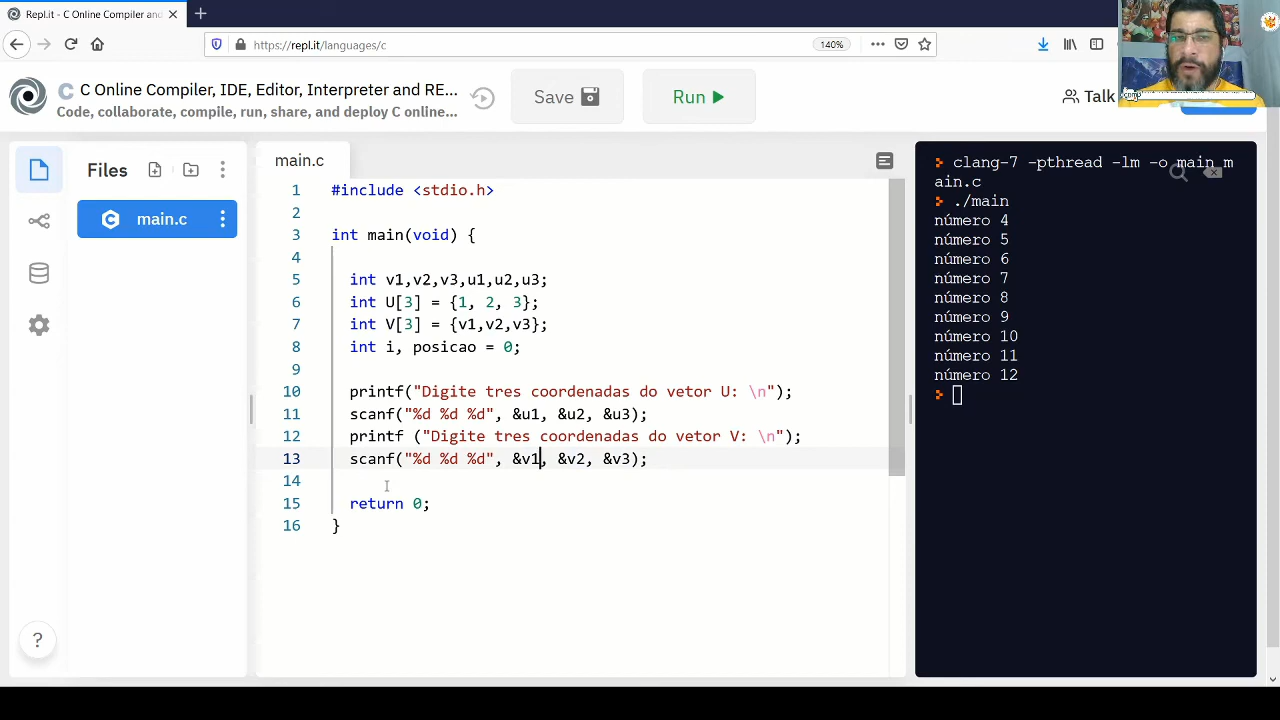 Repl.it - C Online Compiler and
https://repl.it/languages/c
140%
C Online Compiler, IDE, Editor, Interpreter and RE...
Code, collaborate, compile, run, share, and deploy C online...
Save
Run
Talk
Files
main.c
main.c
1 #include <stdio.h>
2
3 int main(void) {
4
5 int v1,v2,v3,u1,u2,u3;
6 int U[3] = {1, 2, 3};
7 int V[3] = {v1,v2,v3};
8 int i, posicao = 0;
9
10 printf("Digite tres coordenadas do vetor U: \n");
11 scanf("%d %d %d", &u1, &u2, &u3);
12 printf ("Digite tres coordenadas do vetor V: \n");
13 scanf("%d %d %d", &v1, &v2, &v3);
14
15 return 0;
16 }
clang-7 -pthread -lm -o main m
ain.c
./main
número 4
número 5
número 6
número 7
número 8
número 9
número 10
número 11
número 12
?